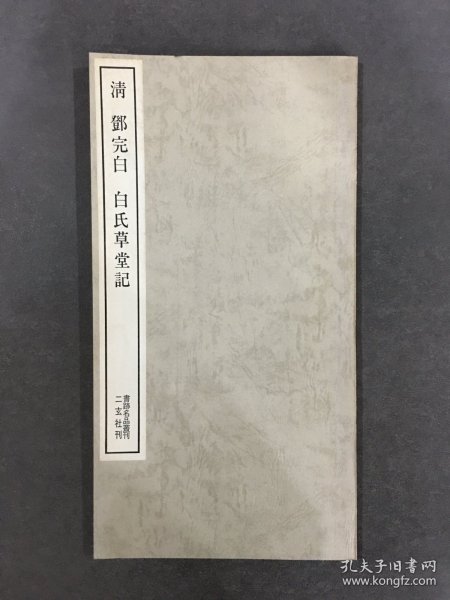 清 鄧完白 白氏草堂記
書跡名品叢刊
二玄社刊
孔夫子旧书网
www.kongfz.com